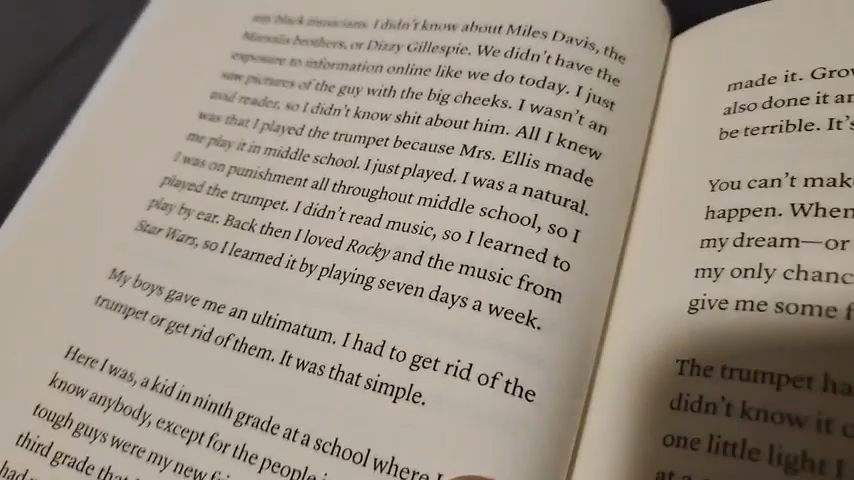 any black musicians. I didn't know about Miles Davis, the
Marsalis brothers, or Dizzy Gillespie. We didn't have the
exposure to information online like we do today. I just
saw pictures of the guy with the big cheeks. I wasn't an
avid reader, so I didn't know shit about him. All I knew
was that I played the trumpet because Mrs. Ellis made
me play it in middle school. I just played. I was a natural.
I was on punishment all throughout middle school, so I
played the trumpet. I didn't read music, so I learned to
play by ear. Back then I loved Rocky and the music from
Star Wars, so I learned it by playing seven days a week.
My boys gave me an ultimatum. I had to get rid of the
trumpet or get rid of them. It was that simple.
Here I was, a kid in ninth grade at a school where I
know anybody, except for the people
tough guys were my new
third grade that
had
made it.
also done it
be terrible. It's
You can't
happen. When
my dream—or
my only
give me some
The trumpet
didn't know it
one little light I
at a